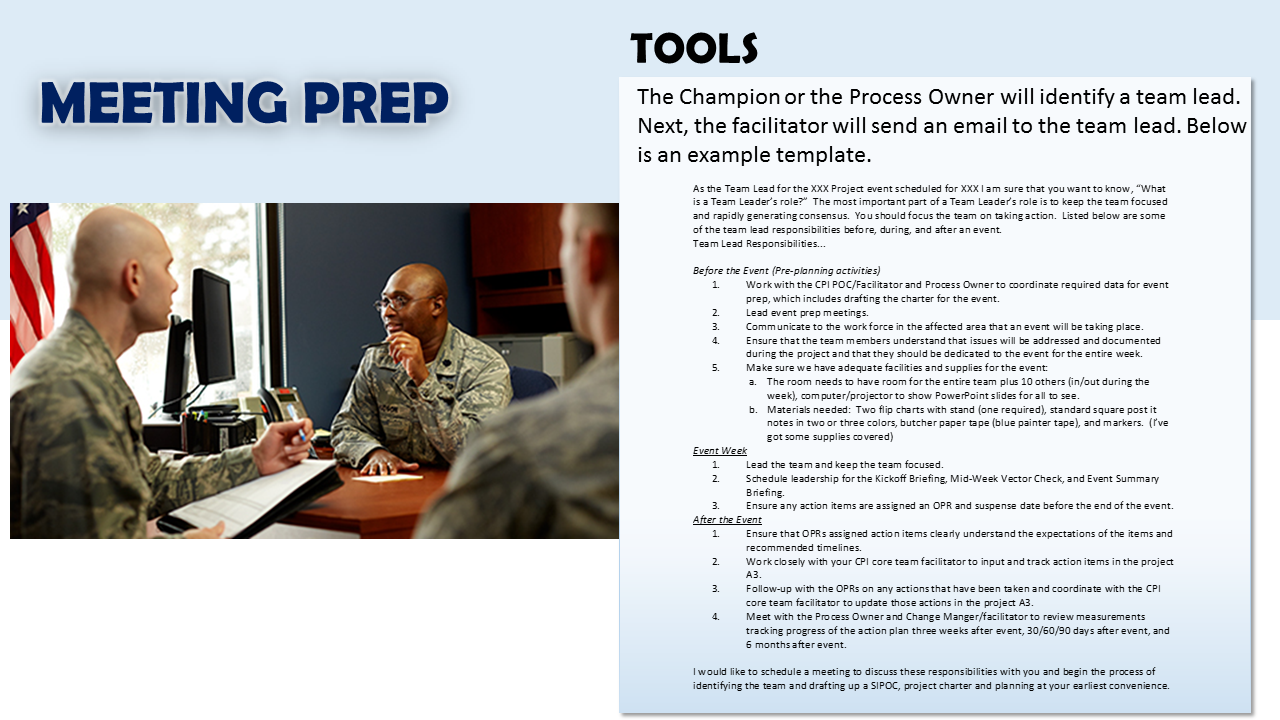 MEETING PREP
TOOLS
The Champion or the Process Owner will identify a team lead.
Next, the facilitator will send an email to the team lead. Below
is an example template.
As the Team Lead for the XXX Project event scheduled for XXX I am sure that you want to know, “What
is a Team Leader’s role?” The most important part of a Team Leader’s role is to keep the team focused
and rapidly generating consensus. You should focus the team on taking action. Listed below are some
of the team lead responsibilities before, during, and after an event.
Team Lead Responsibilities...
Before the Event (Pre-planning activities)
1. Work with the CPI POC/Facilitator and Process Owner to coordinate required data for event
prep, which includes drafting the charter for the event.
2. Lead event prep meetings.
3. Communicate to the work force in the affected area that an event will be taking place.
4. Ensure that the team members understand that issues will be addressed and documented
during the project and that they should be dedicated to the event for the entire week.
5. Make sure we have adequate facilities and supplies for the event:
a. The room needs to have room for the entire team plus 10 others (in/out during the
week), computer/projector to show PowerPoint slides for all to see.
b. Materials needed: Two flip charts with stand (one required), standard square post it
notes in two or three colors, butcher paper tape (blue painter tape), and markers. (I’ve
got some supplies covered)
Event Week
1. Lead the team and keep the team focused.
2. Schedule leadership for the Kickoff Briefing, Mid-Week Vector Check, and Event Summary
Briefing.
3. Ensure any action items are assigned an OPR and suspense date before the end of the event.
After the Event
1. Ensure that OPRs assigned action items clearly understand the expectations of the items and
recommended timelines.
2. Work closely with your CPI core team facilitator to input and track action items in the project
A3.
3. Follow-up with the OPRs on any actions that have been taken and coordinate with the CPI
core team facilitator to update those actions in the project A3.
4. Meet with the Process Owner and Change Manger/facilitator to review measurements
tracking progress of the action plan three weeks after event, 30/60/90 days after event, and
6 months after event.
I would like to schedule a meeting to discuss these responsibilities with you and begin the process of
identifying the team and drafting up a SIPOC, project charter and planning at your earliest convenience.